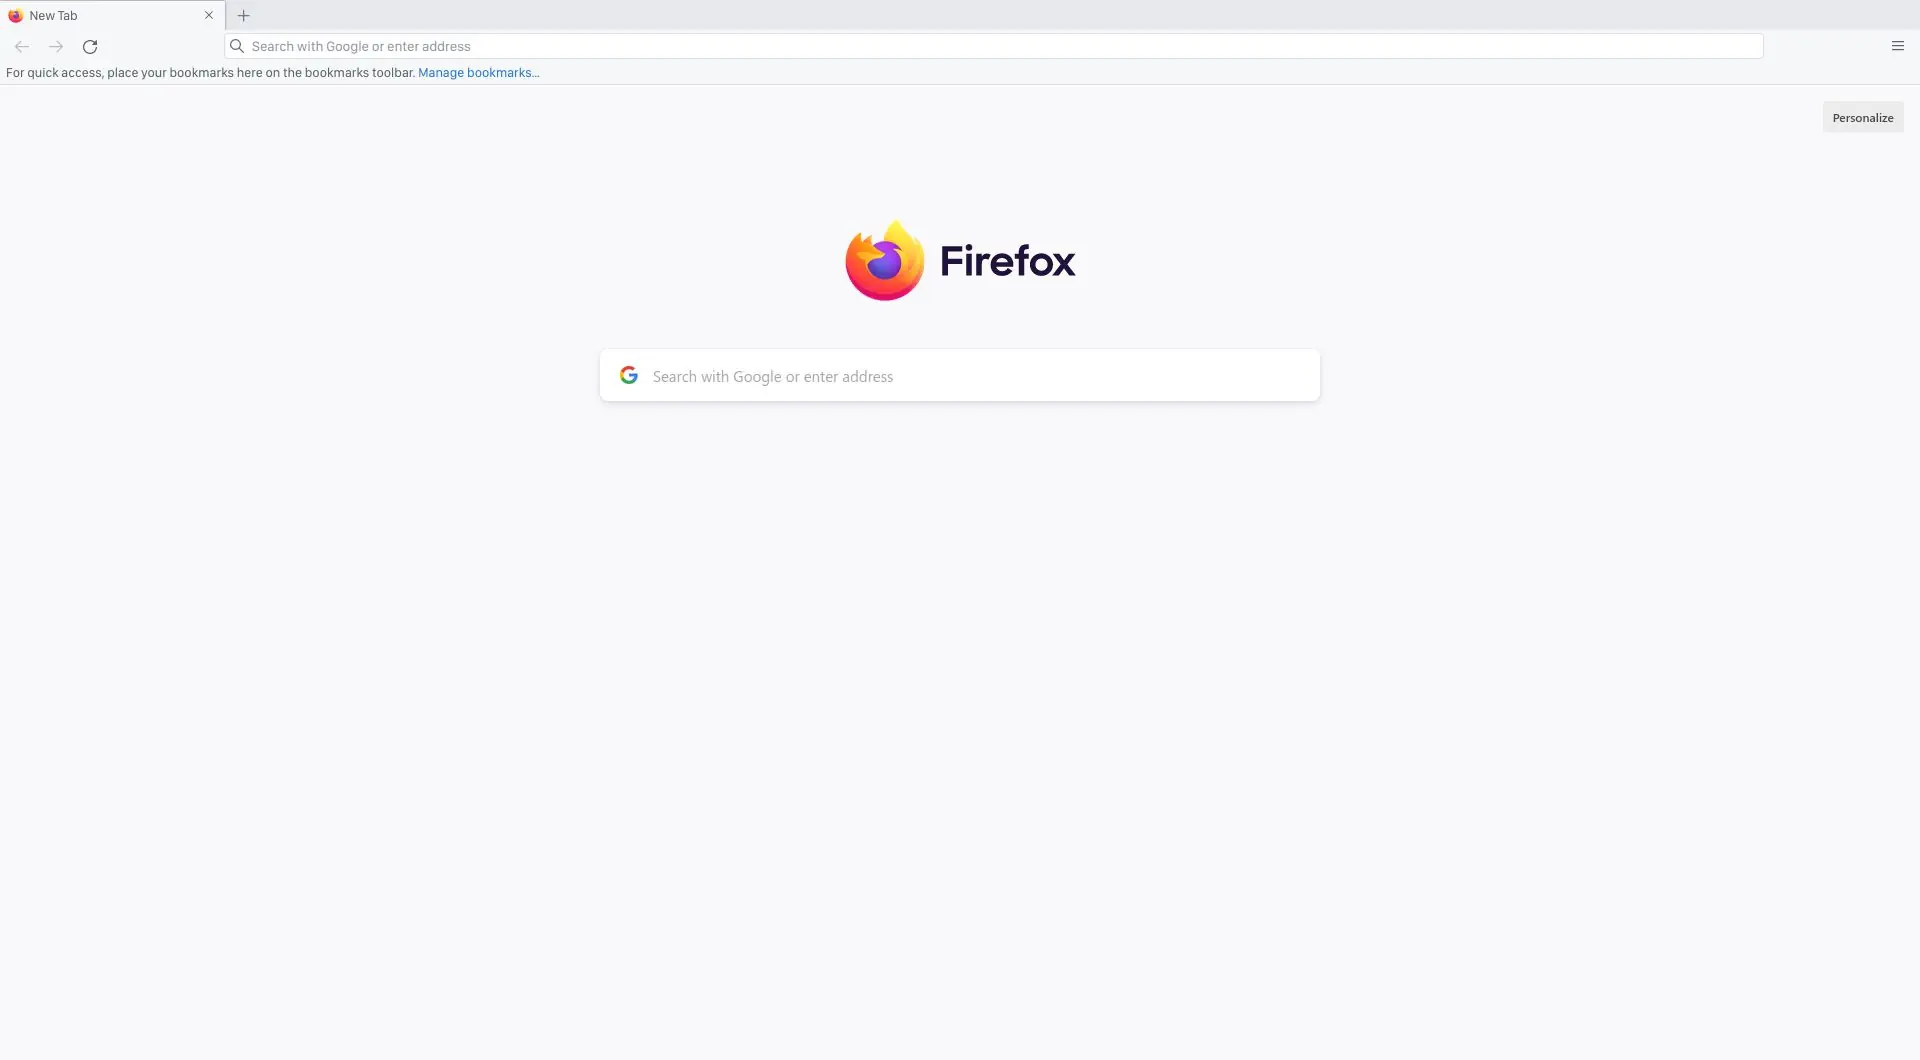 New Tab
Search with Google or enter address
For quick access, place your bookmarks here on the bookmarks toolbar. Manage bookmarks...
Personalize
Firefox
Search with Google or enter address